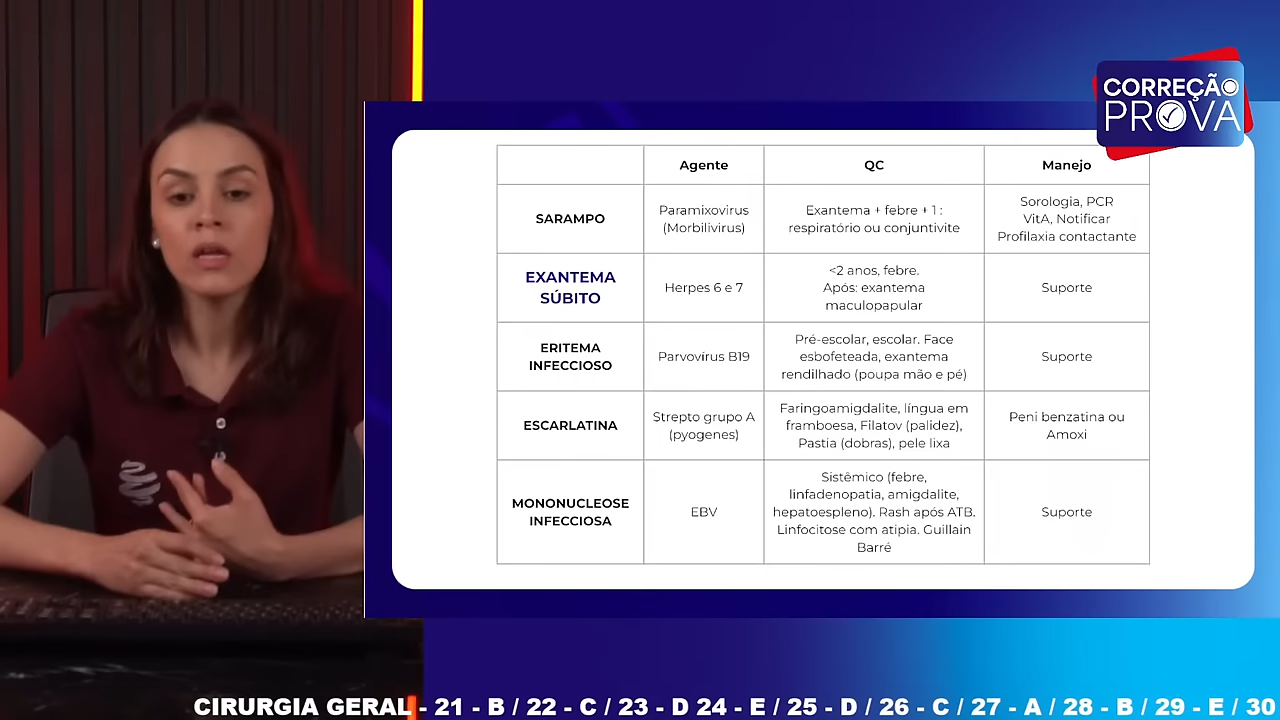 CORREÇÃO
PROVA
Agente
QC
Manejo
SARAMPO
Paramixovirus
(Morbilivirus)
Exantema + febre + 1 :
respiratório ou conjuntivite
Sorologia, PCR
VitA, Notificar
Profilaxia contactante
EXANTEMA
SÚBITO
Herpes 6 e 7
<2 anos, febre.
Após: exantema
maculopapular
Suporte
ERITEMA
INFECCIOSO
Parvovírus B19
Pré-escolar, escolar. Face
esbofeteada, exantema
rendilhado (poupa mão e pé)
Suporte
ESCARLATINA
Strepto grupo A
(pyogenes)
Faringoamigdalite, língua em
framboesa, Filatov (palidez),
Pastia (dobras), pele lixa
Peni benzatina ou
Amoxi
MONONUCLEOSE
INFECCIOSA
EBV
Sistêmico (febre,
linfadenopatia, amigdalite,
hepatoespleno). Rash após ATB.
Linfocitose com atipia. Guillain
Barré
Suporte
CIRURGIA GERAL - 21 - B / 22 - C / 23 - D 24 - E / 25 - D / 26 - C / 27 - A / 28 - B / 29 - E / 30